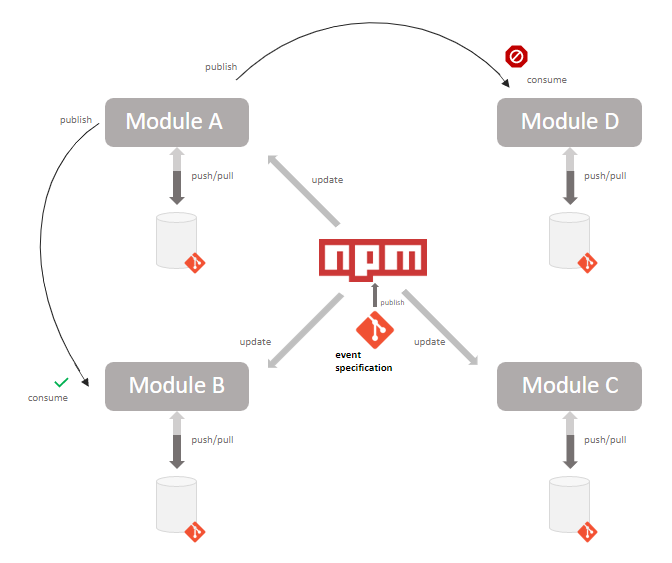 publish
consume
publish
Module A
Module D
push/pull
update
push/pull
npm
publish
update
event
specification
update
consume
Module B
Module C
push/pull
push/pull